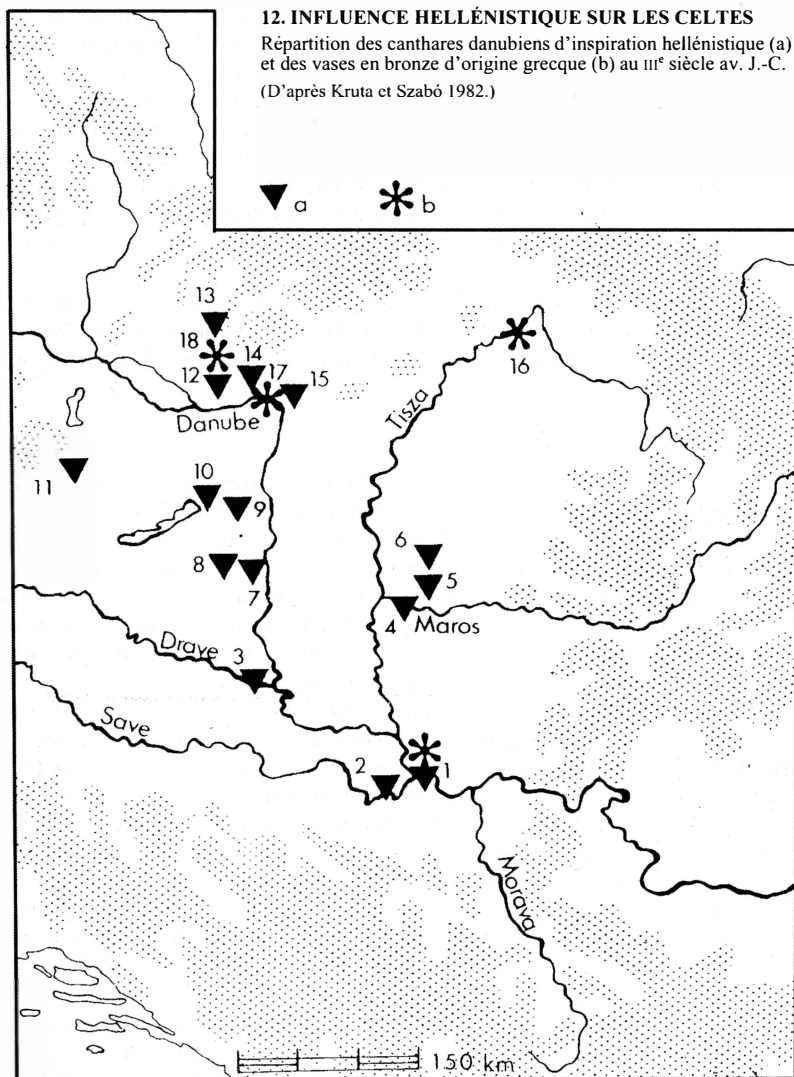 12. INFLUENCE HELLÉNISTIQUE SUR LES CELTES
Répartition des canthares danubiens d'inspiration hellénistique (a)
et des vases en bronze d'origine grecque (b) au IIIe siècle av. J.-C.
(D'après Kruta et Szabó 1982.)
a
b
13
18
14
17
15
12
16
Danube
Tisza
11
10
9
8
7
6
5
4
Maros
Drave
3
Save
2
1
Morava
150 km